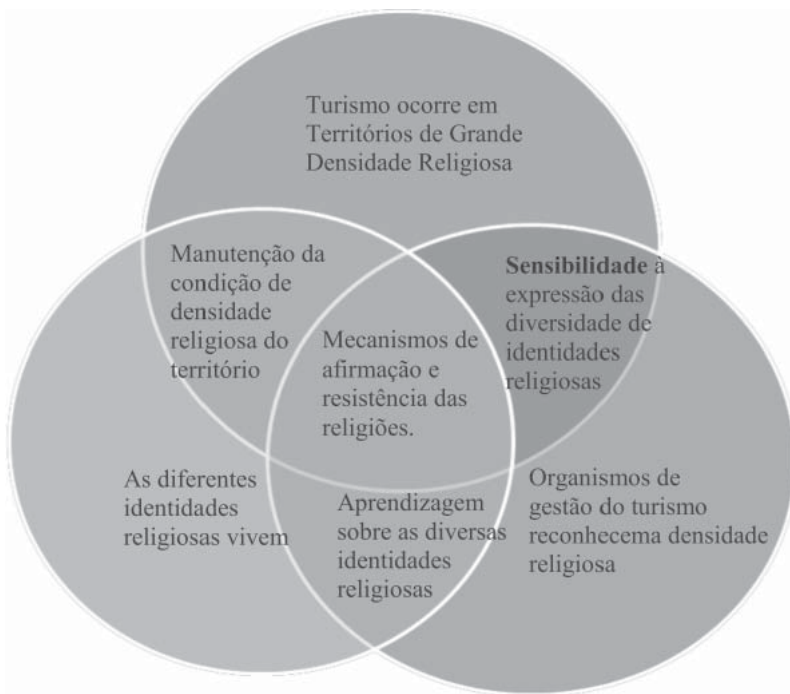 Turismo ocorre em
Territórios de Grande
Densidade Religiosa
Manutenção da
condição de
densidade
religiosa do
território
Sensibilidade à
expressão das
diversidade de
identidades
religiosas
Mecanismos de
afirmação e
resistência das
religiões.
As diferentes
identidades
religiosas vivem
Aprendizagem
sobre as diversas
identidades
religiosas
Organismos de
gestão do turismo
reconhecema densidade
religiosa